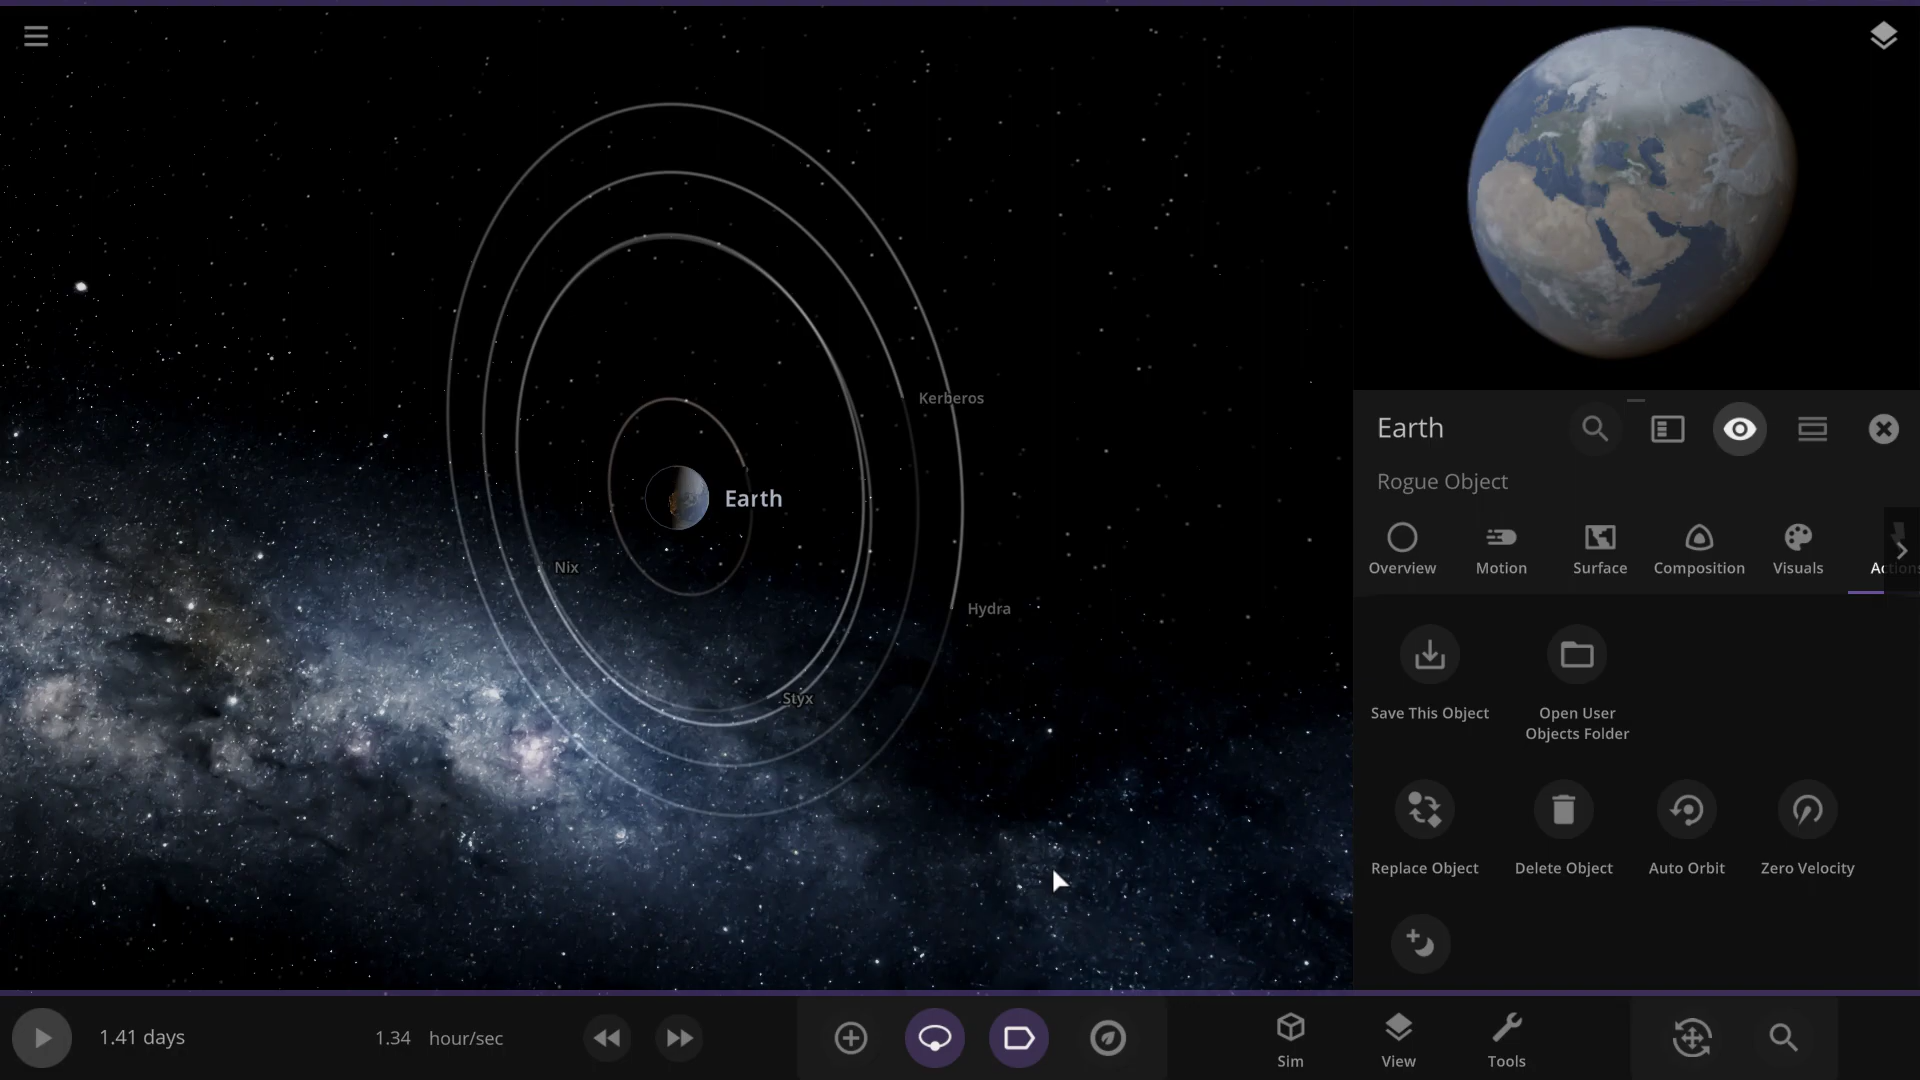 Kerberos
Earth
Nix
Hydra
Styx
Earth
Rogue Object
Overview
Motion
Surface
Composition
Visuals
Actions
Save This Object
Open User
Objects Folder
Replace Object
Delete Object
Auto Orbit
Zero Velocity
1.41 days
1.34 hour/sec
Sim
View
Tools